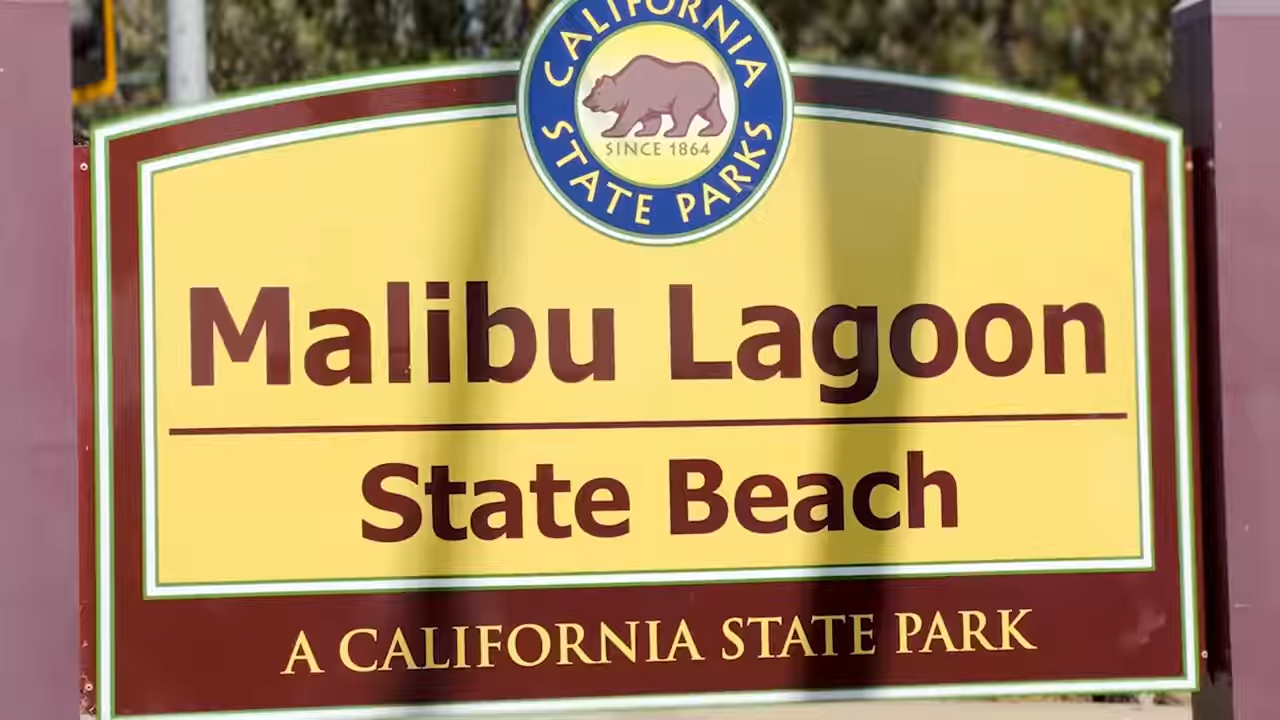 CALIFORNIA
STATE PARKS
SINCE 1864
Malibu Lagoon
State Beach
A CALIFORNIA STATE PARK